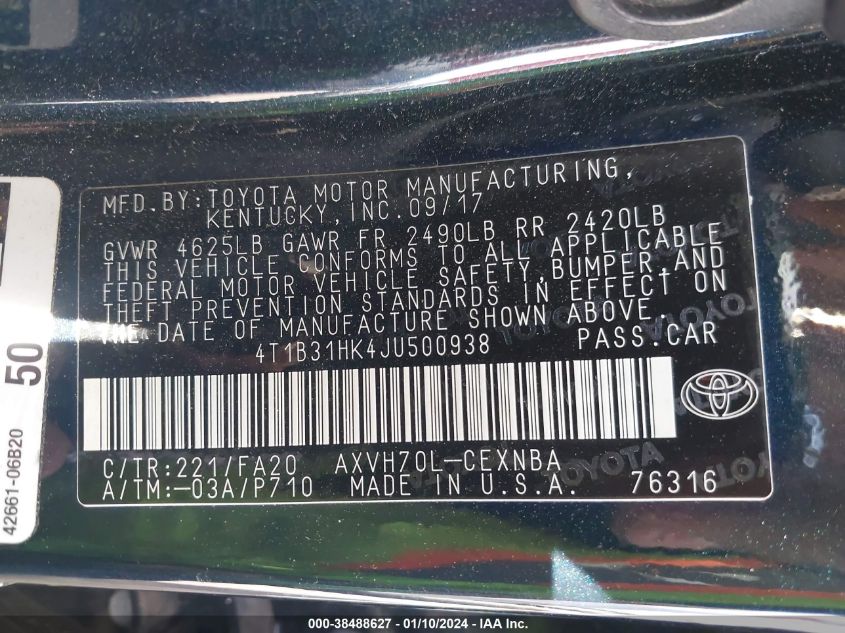 MFD.BY:TOYOTA MOTOR MANUFACTURING,
KENTUCKY,INC.09/17
GVWR 4625LB GAWR FR 2490LB RR 2420LB
THIS VEHICLE CONFORMS TO ALL APPLICABLE
FEDERAL MOTOR VEHICLE SAFETY,BUMPER,AND
THEFT PREVENTION STANDARDS IN EFFECT ON
THE DATE OF MANUFACTURE SHOWN ABOVE.
4T1B31HK4JU500938 PASS.CAR
C/TR:221/FA20 AXVH70L-CEXNBA
A/TM:-03A/P710 MADE IN U.S.A. 76316
TOYOTA
TOYOTA
50
42661-06B20
000-38488627 - 01/10/2024 - IAA Inc.